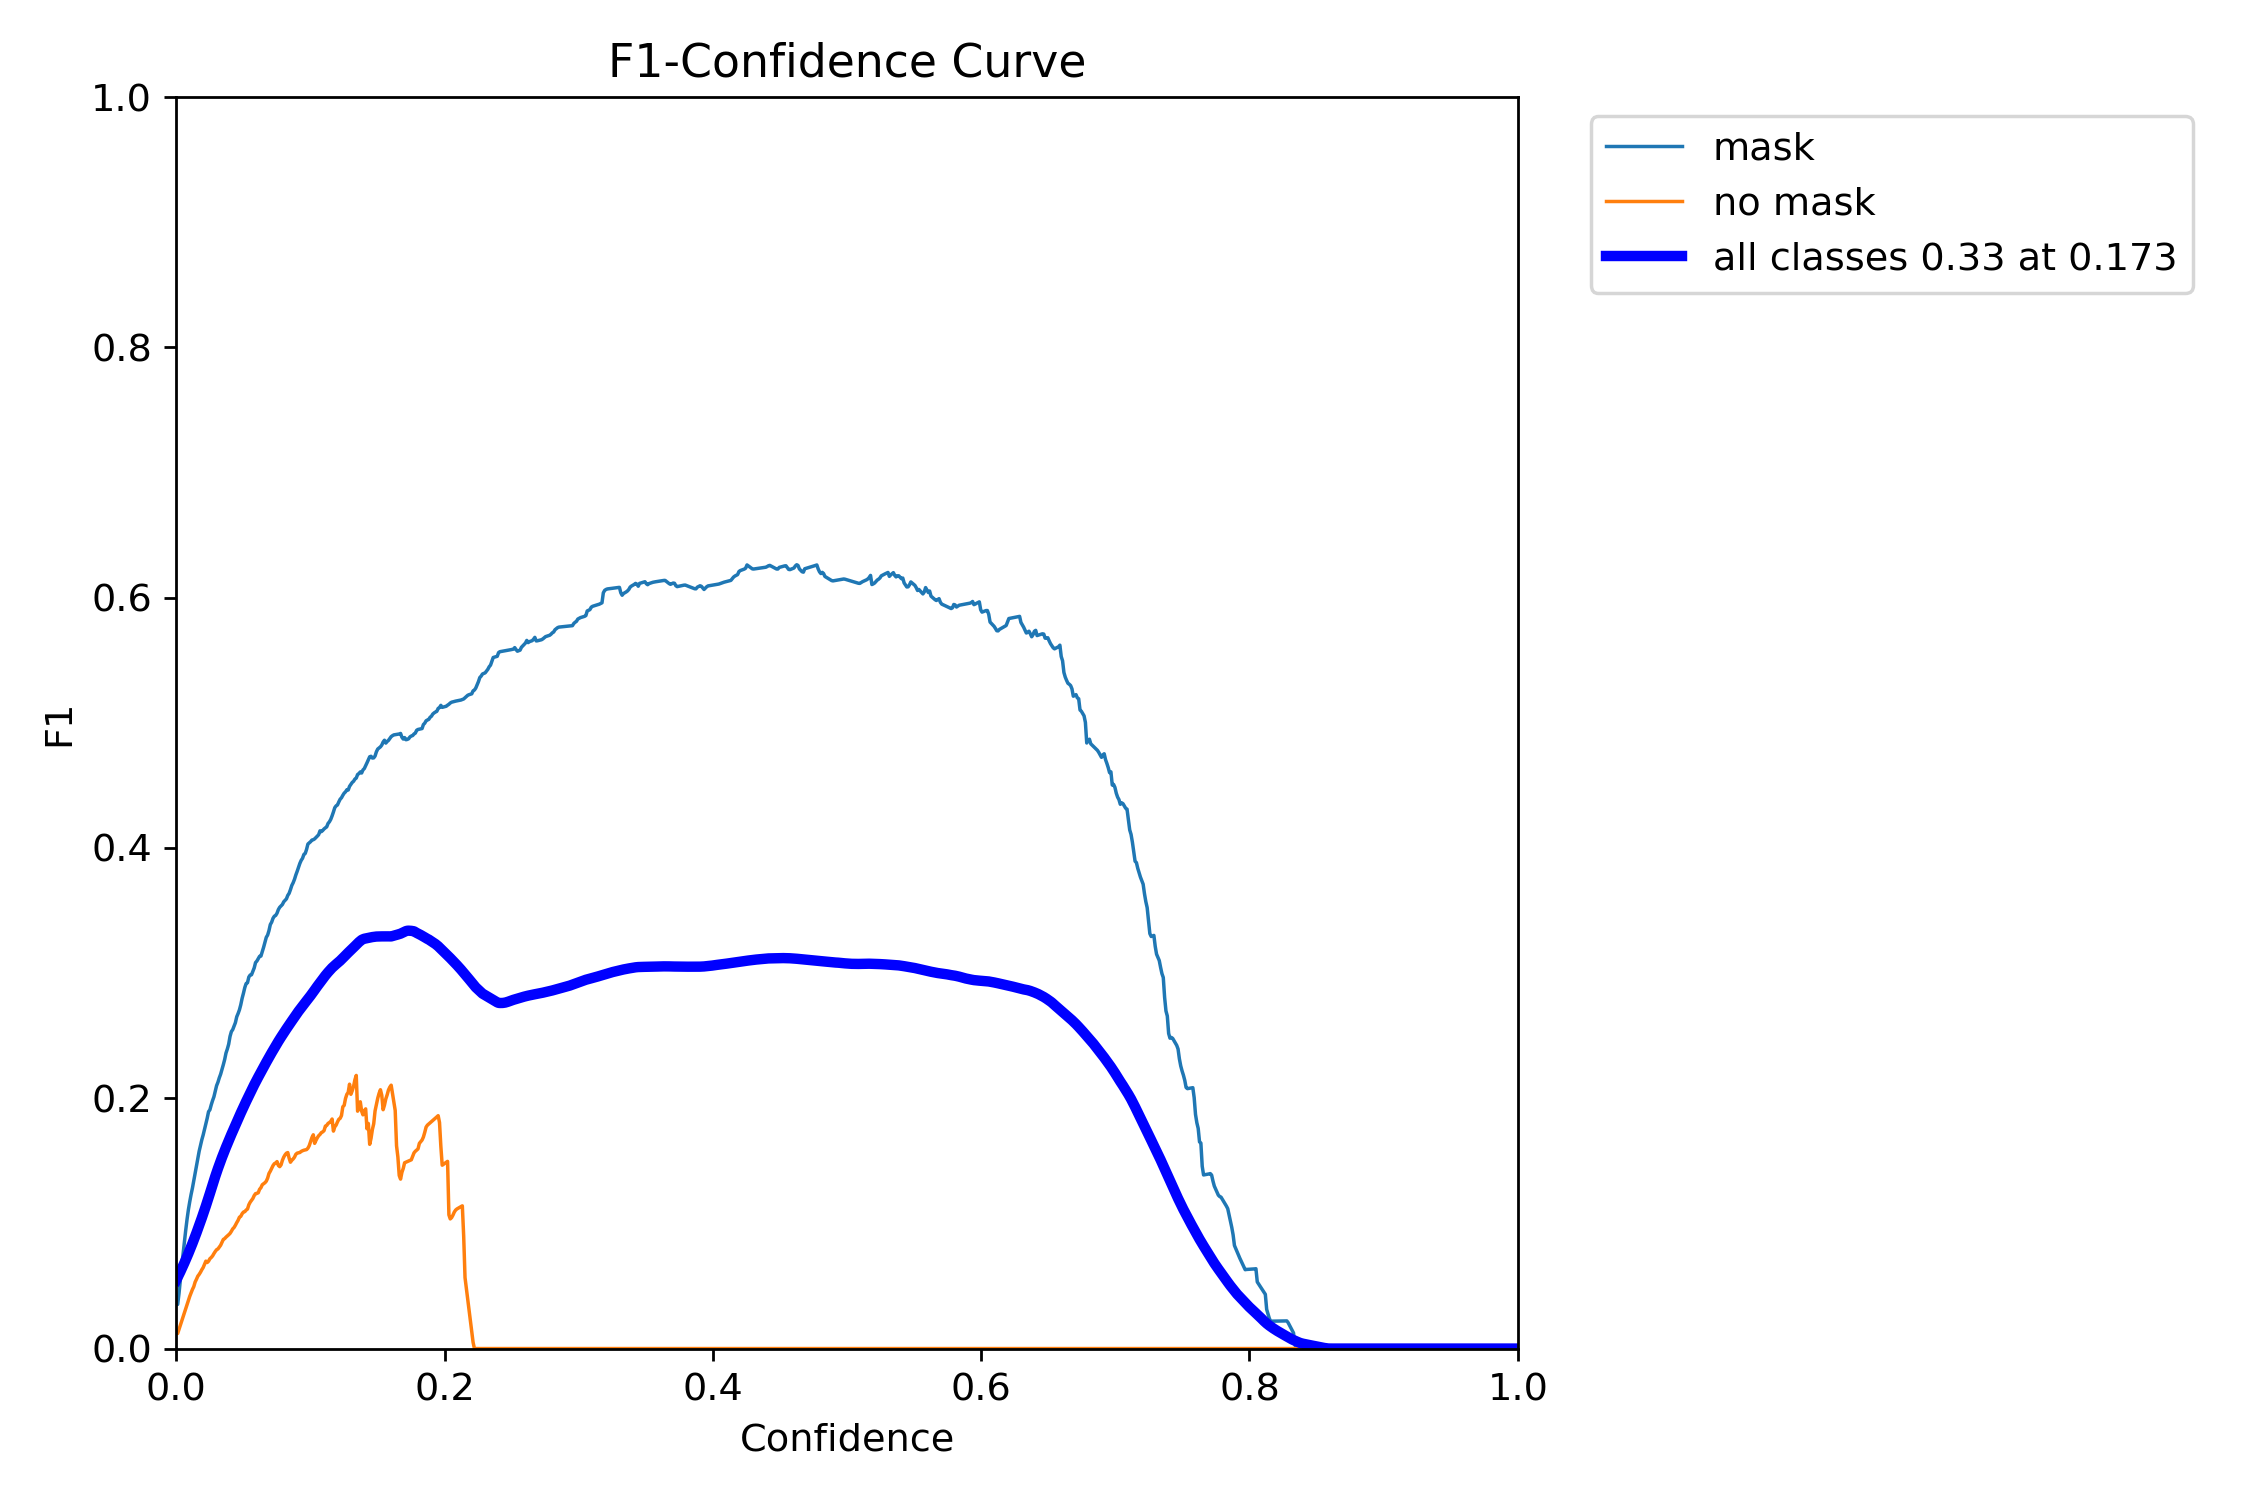 F1-Confidence Curve
1.0
0.8
0.6
0.4
0.2
0.0
F1
0.0 0.2 0.4 0.6 0.8 1.0
Confidence
mask
no mask
all classes 0.33 at 0.173